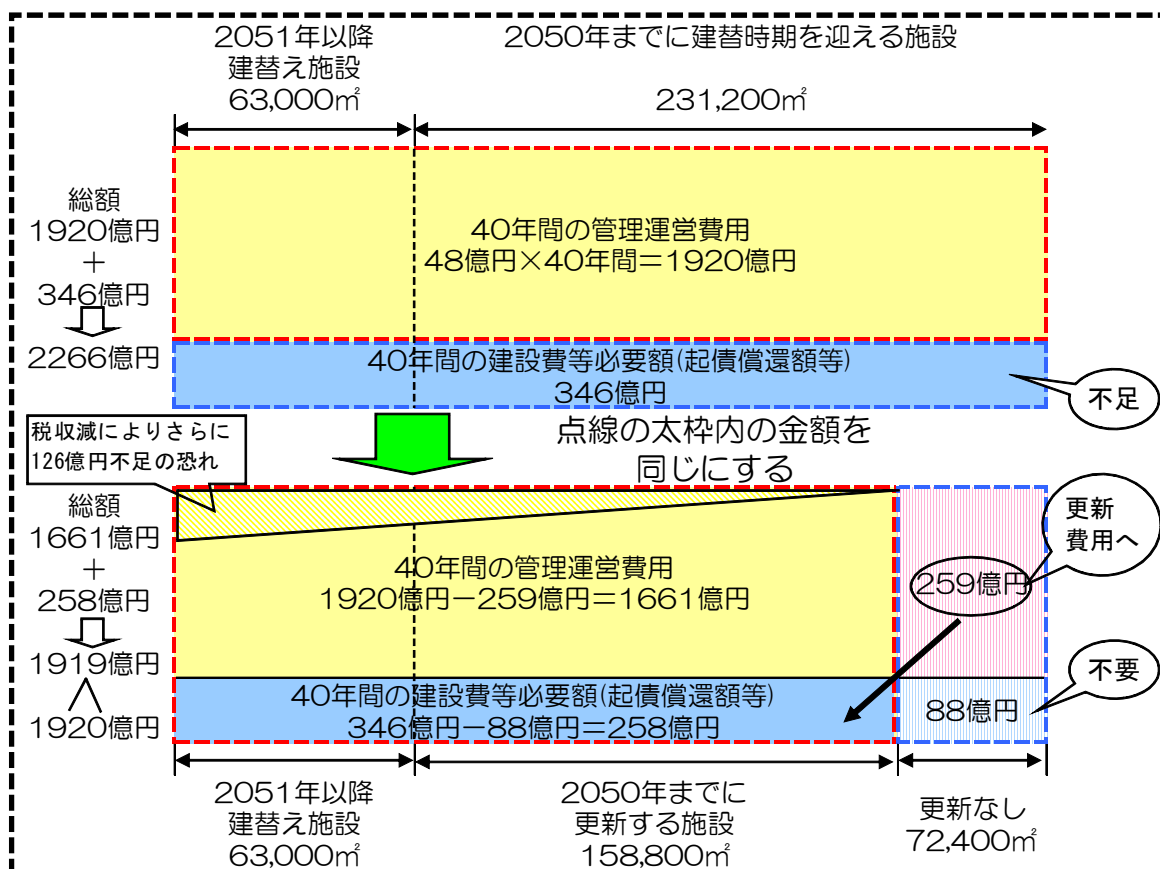 2051年以降
建替え施設
63,000㎡
2050年までに建替時期を迎える施設
231,200㎡
総額
1920億円
＋
346億円
2266億円
40年間の管理運営費用
48億円×40年間＝1920億円
40年間の建設費等必要額(起債償還額等)
346億円
不足
税収減によりさらに
126億円不足の恐れ
点線の太枠内の金額を
同じにする
総額
1661億円
＋
258億円
1919億円
∧
1920億円
40年間の管理運営費用
1920億円－259億円＝1661億円
259億円
更新
費用へ
40年間の建設費等必要額(起債償還額等)
346億円－88億円＝258億円
88億円
不要
2051年以降
建替え施設
63,000㎡
2050年までに
更新する施設
158,800㎡
更新なし
72,400㎡